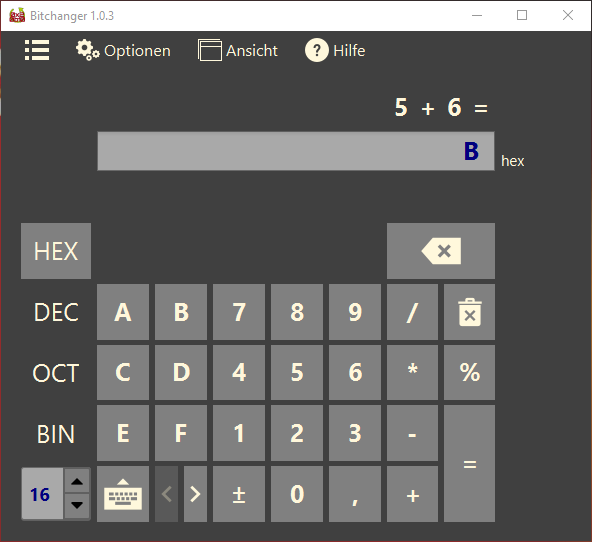 Bitchanger 1.0.3
Optionen Ansicht ? Hilfe
5 + 6 =
B hex
HEX
DEC A B 7 8 9 /
OCT C D 4 5 6 * %
BIN E F 1 2 3 - =
16 < > ± 0 , +